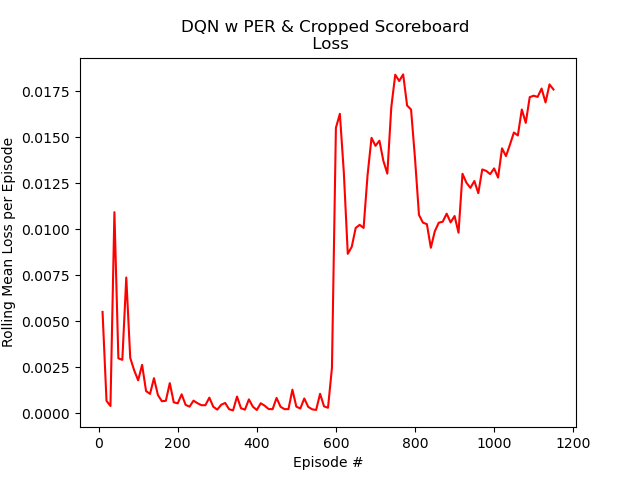 DQN w PER & Cropped Scoreboard
Loss
Rolling Mean Loss per Episode
0.0175
0.0150
0.0125
0.0100
0.0075
0.0050
0.0025
0.0000
0 200 400 600 800 1000 1200
Episode #